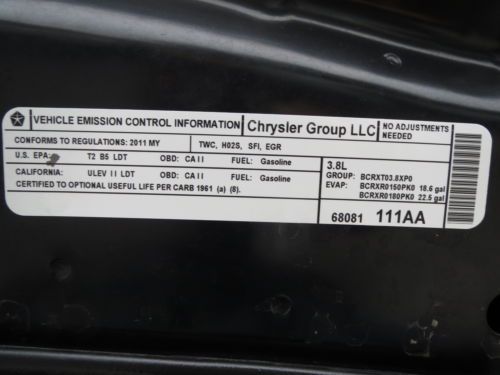 VEHICLE EMISSION CONTROL INFORMATION
Chrysler Group LLC
NO ADJUSTMENTS
NEEDED
CONFORMS TO REGULATIONS: 2011 MY
TWC, HO2S, SFI, EGR
U.S. EPA: T2 B5 LDT OBD: CA II FUEL: Gasoline
CALIFORNIA: ULEV II LDT OBD: CA II FUEL: Gasoline
CERTIFIED TO OPTIONAL USEFUL LIFE PER CARB 1961 (a) (8).
3.8L
GROUP: BCRXT03.8XP0
EVAP: BCRXR0150PK0 18.6 gal
BCRXR0180PK0 22.5 gal
68081 111AA